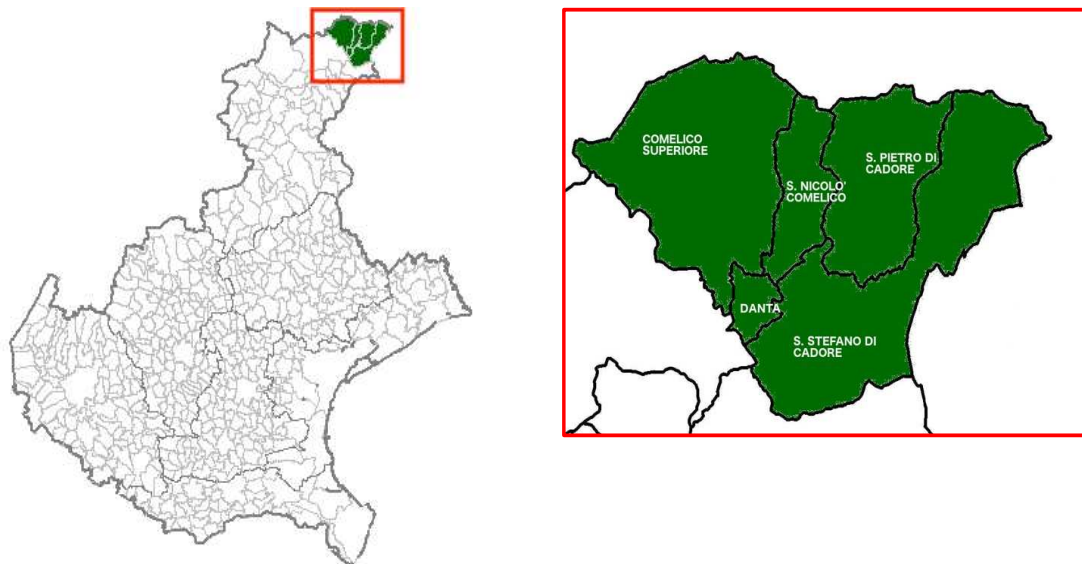 COMELICO
SUPERIORE
S. PIETRO DI
CADORE
S. NICOLO'
COMELICO
DANTA
S. STEFANO DI
CADORE